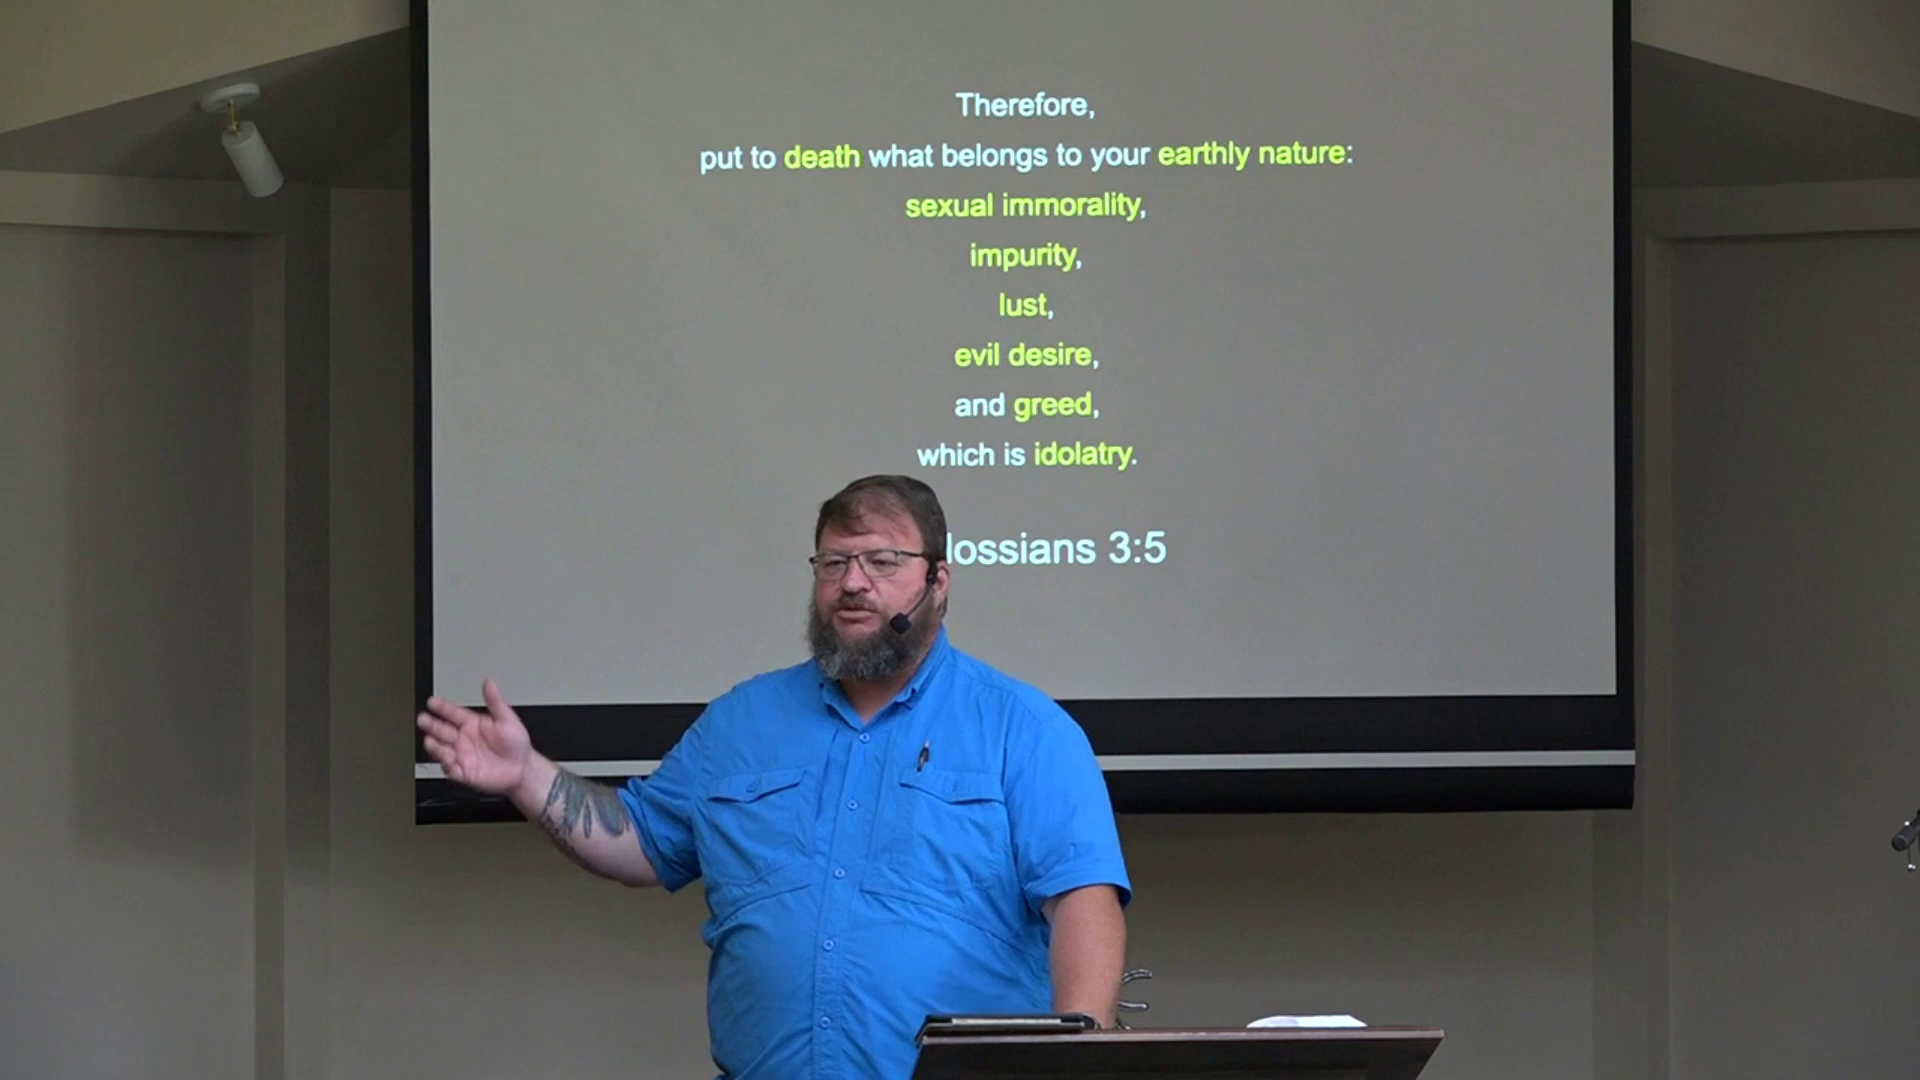 Therefore,
put to death what belongs to your earthly nature:
sexual immorality,
impurity,
lust,
evil desire,
and greed,
which is idolatry.
lossians 3:5